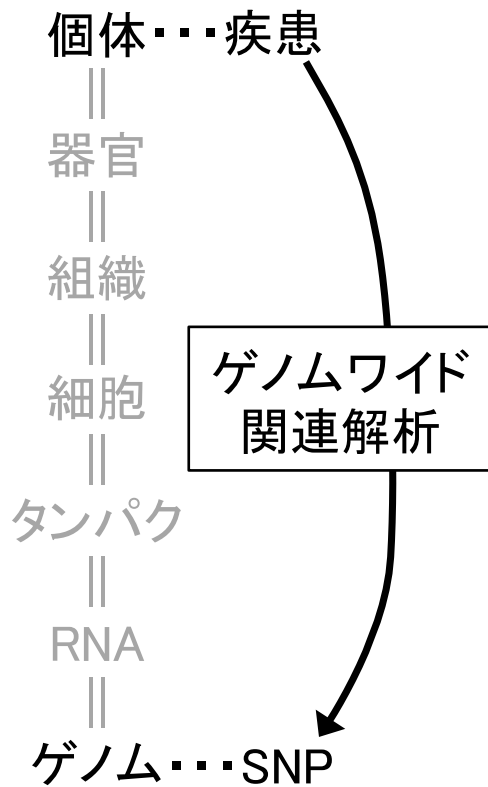 個体・・・疾患
器官
組織
細胞
ゲノムワイド
関連解析
タンパク
RNA
ゲノム・・・SNP